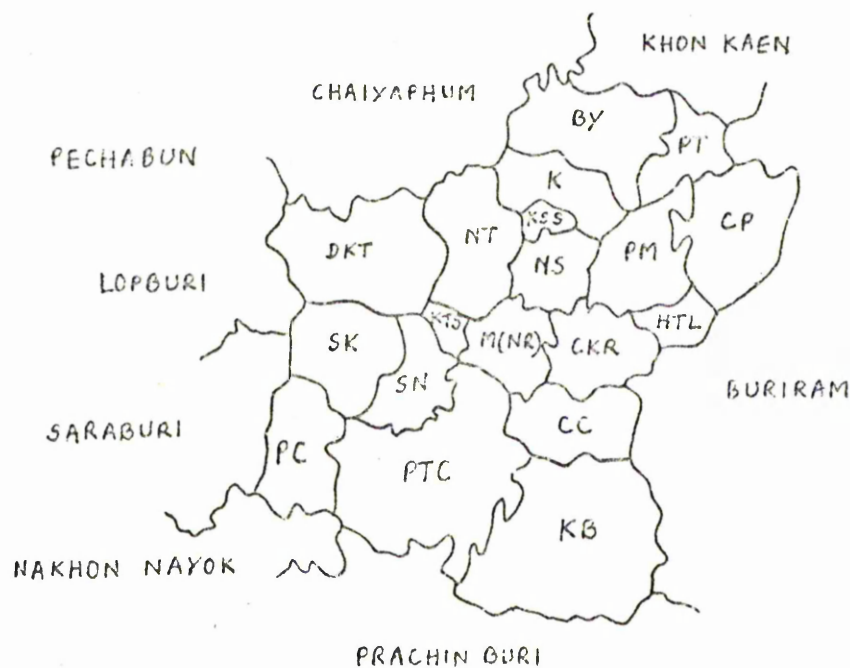 KHON KAEN
CHAIYAPHUM
BY
PT
PECHABUN
K
KSS
CP
NT
DKT
NS
PM
LOPBURI
KTS
HTL
SK
M(NR)
CKR
SN
BURIRAM
CC
SARABURI
PC
PTC
KB
NAKHON NAYOK
PRACHIN BURI